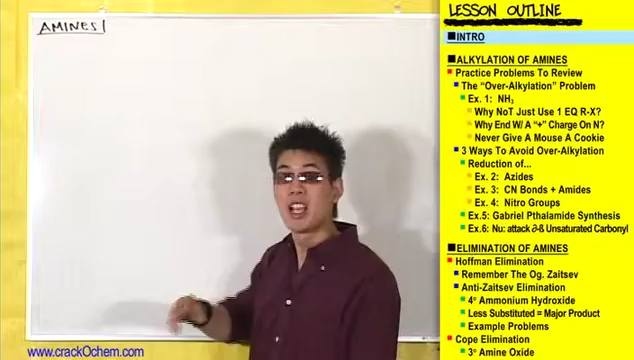 AMINES 1
LESSON OUTLINE
INTRO
ALKYLATION OF AMINES
Practice Problems To Review
The "Over-Alkylation" Problem
Ex. 1: NH₃
Why NoT Just Use 1 EQ R-X?
Why End W/ A "+" Charge On N?
Never Give A Mouse A Cookie
3 Ways To Avoid Over-Alkylation
Reduction of...
Ex. 2: Azides
Ex. 3: CN Bonds + Amides
Ex. 4: Nitro Groups
Ex.5: Gabriel Pthalamide Synthesis
Ex.6: Nu: attack ∂-ß Unsaturated Carbonyl
ELIMINATION OF AMINES
Hoffman Elimination
Remember The Og. Zaitsev
Anti-Zaitsev Elimination
4° Ammonium Hydroxide
Less Substituted = Major Product
Example Problems
Cope Elimination
3° Amine Oxide
www.crackOchem.com